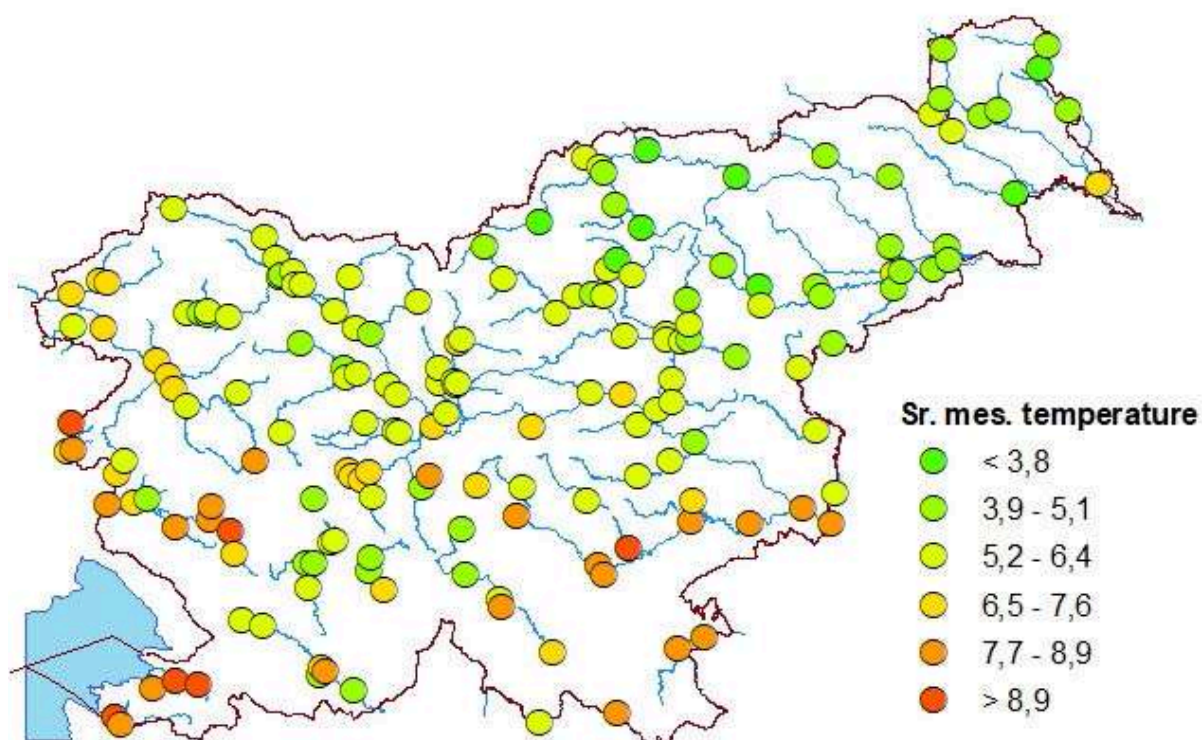 Sr. mes. temperature
< 3,8
3,9 - 5,1
5,2 - 6,4
6,5 - 7,6
7,7 - 8,9
> 8,9